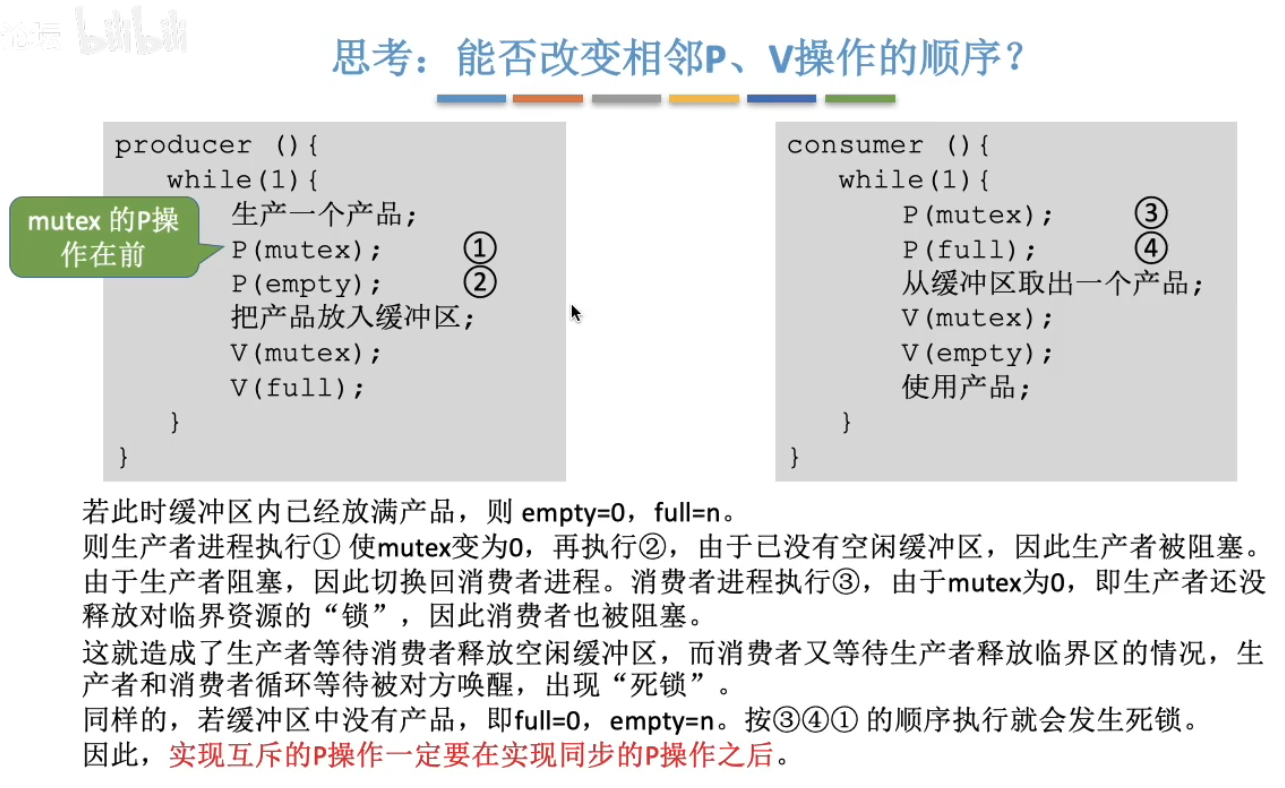 论坛 bilibili
思考：能否改变相邻P、V操作的顺序？
producer (){
while(1){
生产一个产品;
P(mutex); ①
P(empty); ②
把产品放入缓冲区;
V(mutex);
V(full);
}
}
mutex 的P操
作在前
consumer (){
while(1){
P(mutex); ③
P(full); ④
从缓冲区取出一个产品;
V(mutex);
V(empty);
使用产品;
}
}
若此时缓冲区内已经放满产品，则 empty=0，full=n。
则生产者进程执行① 使mutex变为0，再执行②，由于已没有空闲缓冲区，因此生产者被阻塞。
由于生产者阻塞，因此切换回消费者进程。消费者进程执行③，由于mutex为0，即生产者还没
释放对临界资源的“锁”，因此消费者也被阻塞。
这就造成了生产者等待消费者释放空闲缓冲区，而消费者又等待生产者释放临界区的情况，生
产者和消费者循环等待被对方唤醒，出现“死锁”。
同样的，若缓冲区中没有产品，即full=0，empty=n。按③④① 的顺序执行就会发生死锁。
因此，实现互斥的P操作一定要在实现同步的P操作之后。